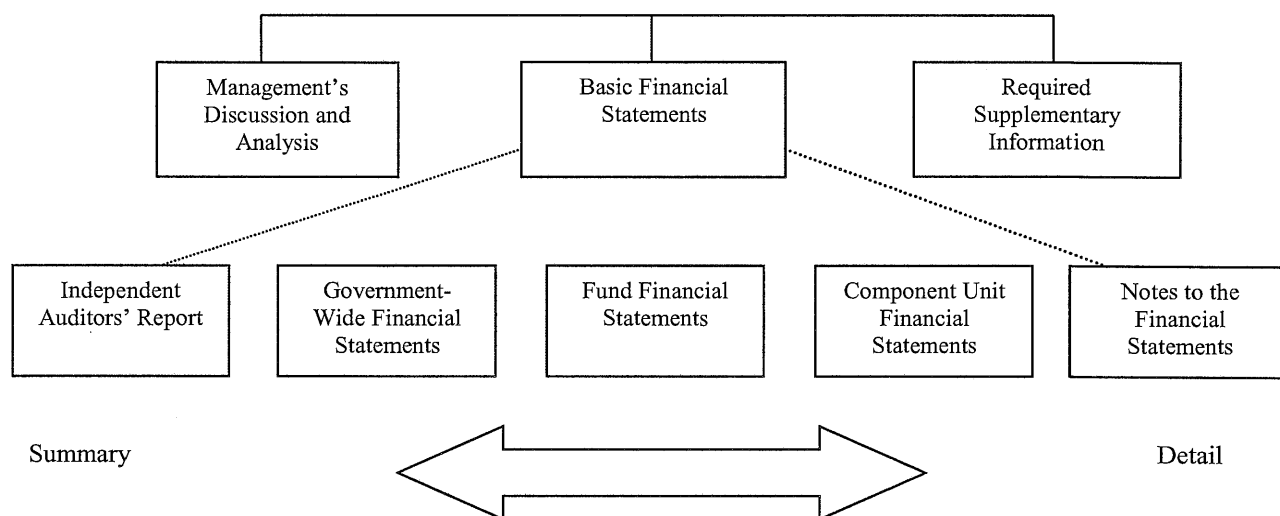 Management's
Discussion and
Analysis
Basic Financial
Statements
Required
Supplementary
Information
Independent
Auditors' Report
Government-
Wide Financial
Statements
Fund Financial
Statements
Component Unit
Financial
Statements
Notes to the
Financial
Statements
Summary
Detail